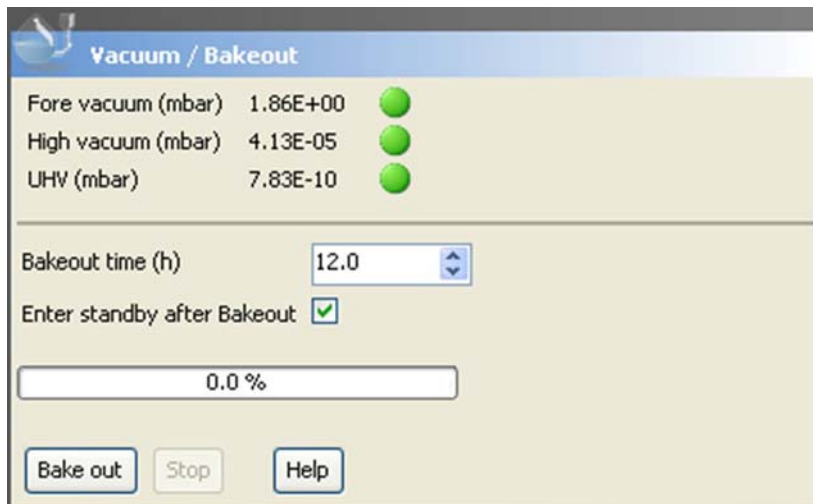 Vacuum / Bakeout
Fore vacuum (mbar) 1.86E+00
High vacuum (mbar) 4.13E-05
UHV (mbar) 7.83E-10
Bakeout time (h) 12.0
Enter standby after Bakeout
0.0 %
Bake out Stop Help